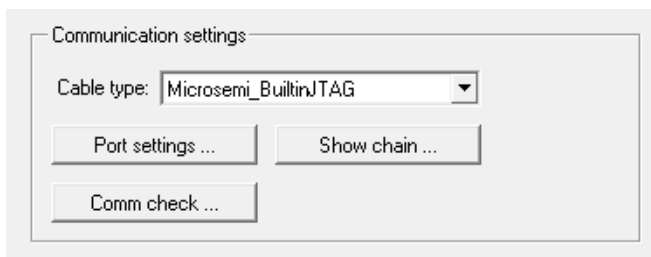 Communication settings
Cable type: Microsemi_BuiltinJTAG
Port settings ... Show chain ...
Comm check ...